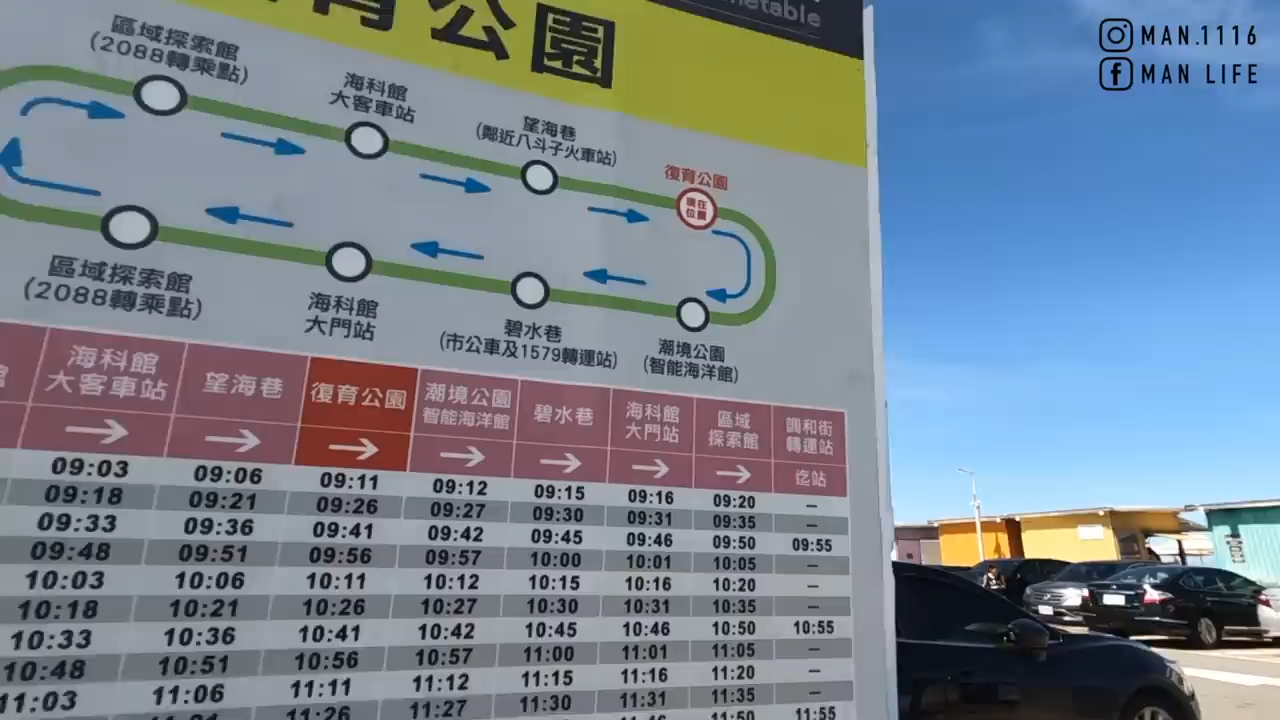 timetable
育公園
MAN.1116
MAN LIFE
區域探索館
(2088轉乘點)
海科館
大客車站
望海巷
(鄰近八斗子火車站)
復育公園
現在
位置
區域探索館
(2088轉乘點)
海科館
大門站
碧水巷
(市公車及1579轉運站)
潮境公園
(智能海洋館)
館 海科館 大客車站 望海巷 復育公園 潮境公園 智能海洋館 碧水巷 海科館 大門站 區域 探索館 調和街 轉運站
→ → → → → → → 迄站
09:03 09:06 09:11 09:12 09:15 09:16 09:20 –
09:18 09:21 09:26 09:27 09:30 09:31 09:35 –
09:33 09:36 09:41 09:42 09:45 09:46 09:50 09:55
09:48 09:51 09:56 09:57 10:00 10:01 10:05 –
10:03 10:06 10:11 10:12 10:15 10:16 10:20 –
10:18 10:21 10:26 10:27 10:30 10:31 10:35 –
10:33 10:36 10:41 10:42 10:45 10:46 10:50 10:55
10:48 10:51 10:56 10:57 11:00 11:01 11:05 –
11:03 11:06 11:11 11:12 11:15 11:16 11:20 –
11:26 11:27 11:30 11:31 11:35 –
11:50 11:55